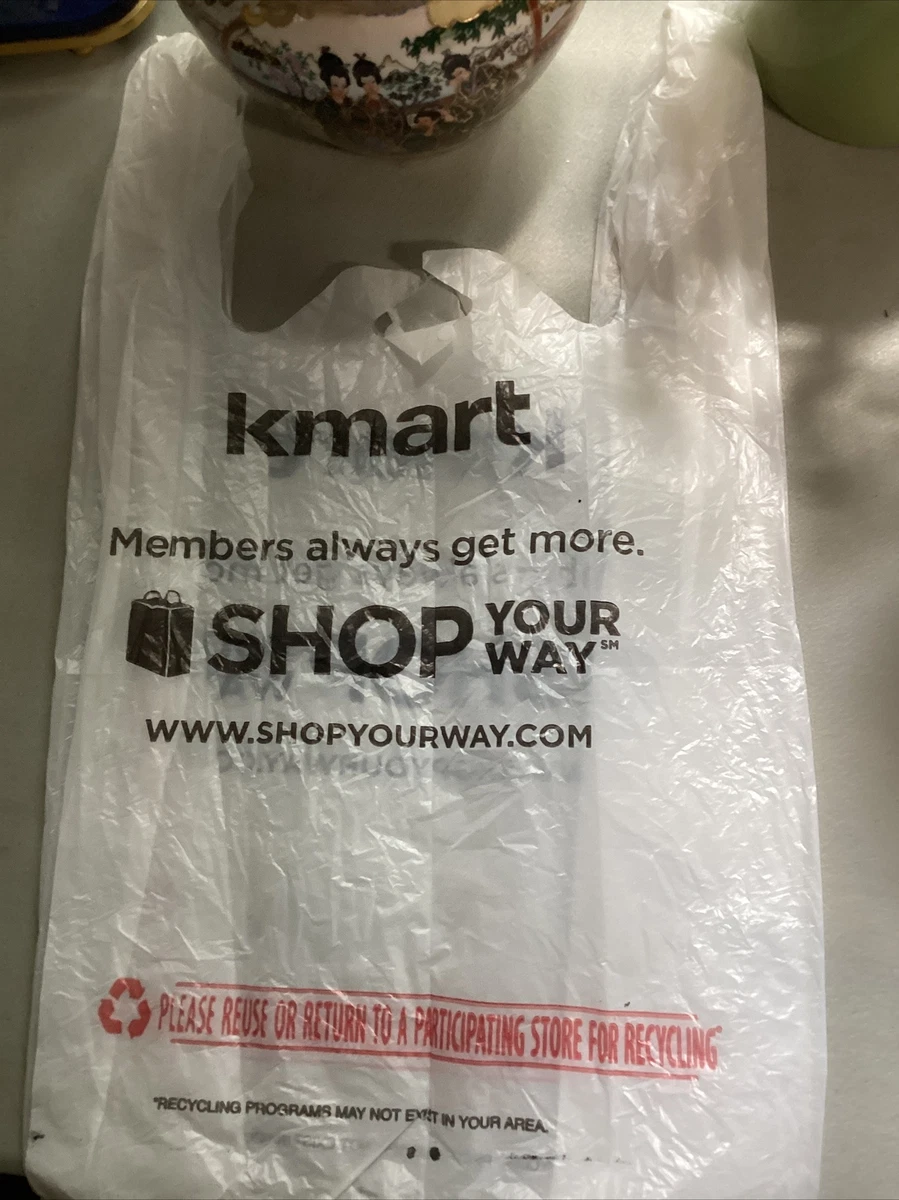 kmart
Members always get more.
SHOP YOUR WAY℠
WWW.SHOPYOURWAY.COM
PLEASE REUSE OR RETURN TO A PARTICIPATING STORE FOR RECYCLING*
*RECYCLING PROGRAMS MAY NOT EXIST IN YOUR AREA.